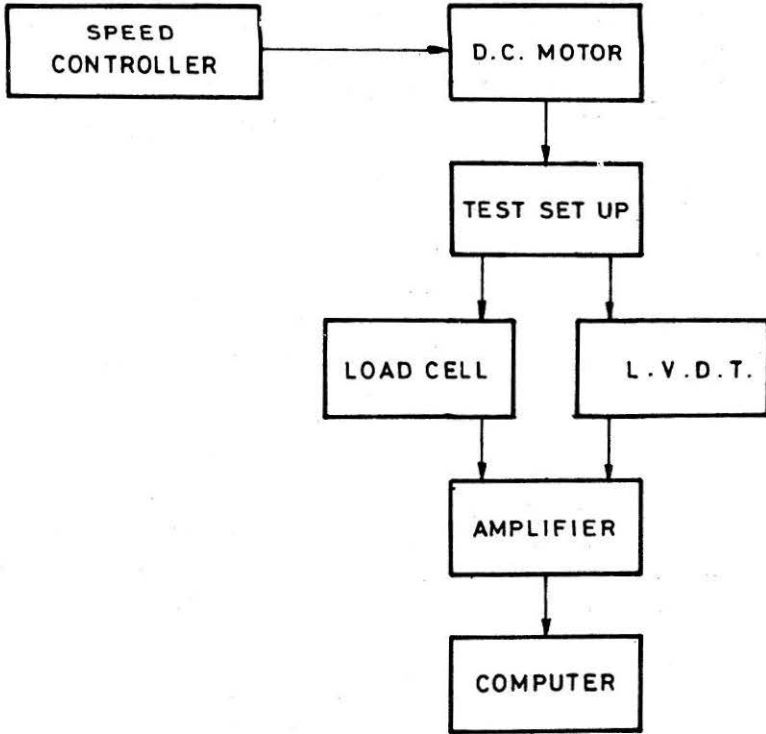 SPEED
CONTROLLER
D.C. MOTOR
TEST SET UP
LOAD CELL
L.V.D.T.
AMPLIFIER
COMPUTER